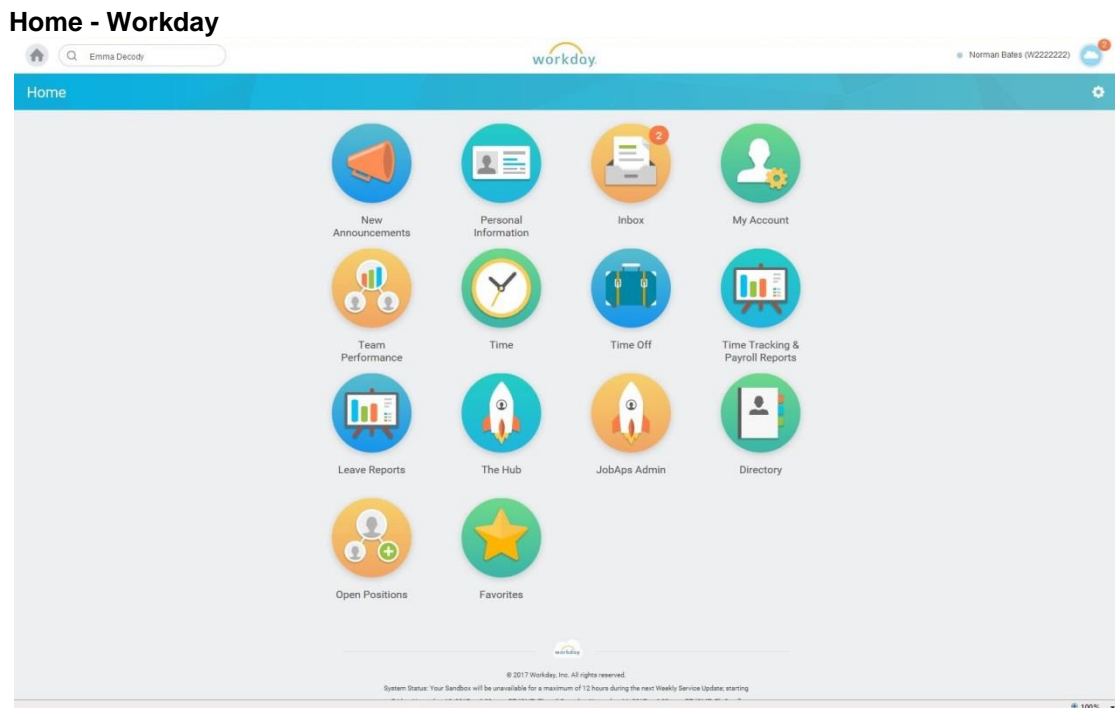 Home - Workday
Emma Decody
workday.
Norman Bates (W2222222)
2
Home
2
New
Announcements
Personal
Information
Inbox
My Account
Team
Performance
Time
Time Off
Time Tracking &
Payroll Reports
Leave Reports
The Hub
JobAps Admin
Directory
Open Positions
Favorites
workday
© 2017 Workday, Inc. All rights reserved.
System Status: Your Sandbox will be unavailable for a maximum of 12 hours during the next Weekly Service Update; starting
100%